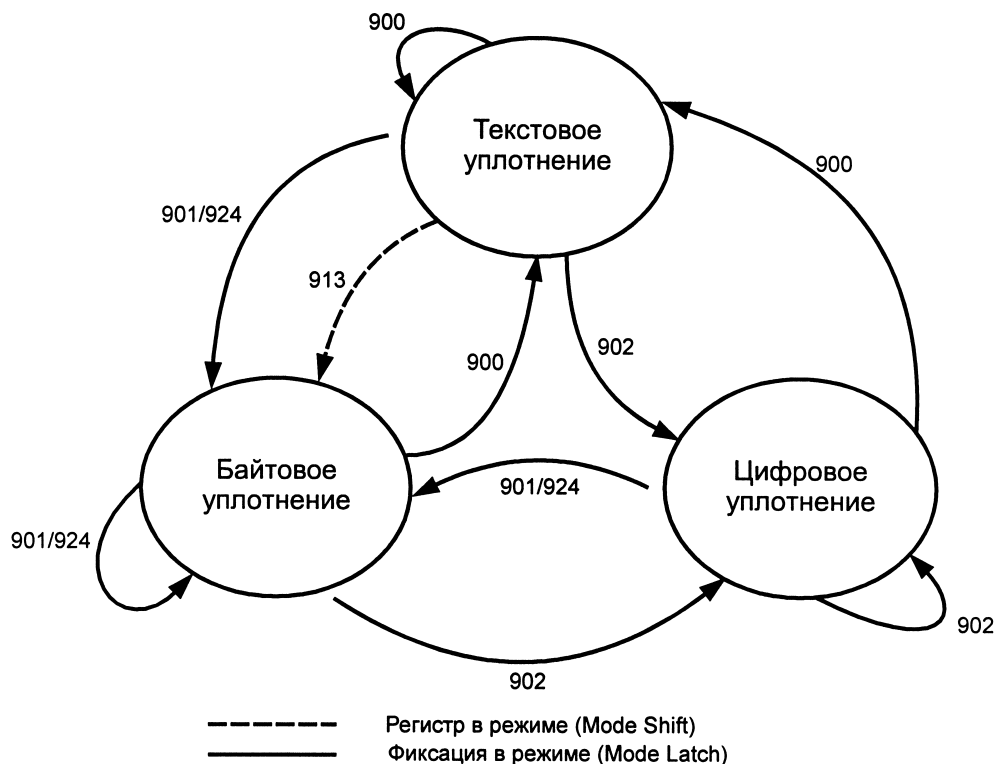 900
Текстовое
уплотнение
900
901/924
913
900
902
Байтовое
уплотнение
901/924
Цифровое
уплотнение
901/924
902
902
Регистр в режиме (Mode Shift)
Фиксация в режиме (Mode Latch)